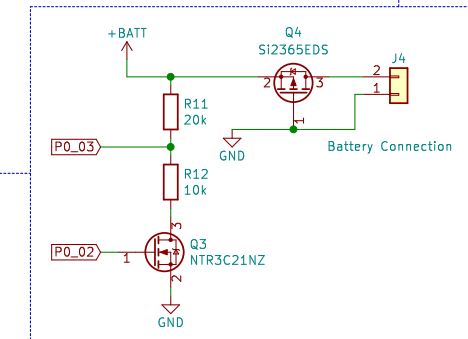 +BATT
Q4
Si2365EDS
J4
2
3
2
1
R11
20k
1
GND
Battery Connection
P0_03
R12
10k
3
Q3
NTR3C21NZ
P0_02
1
2
GND